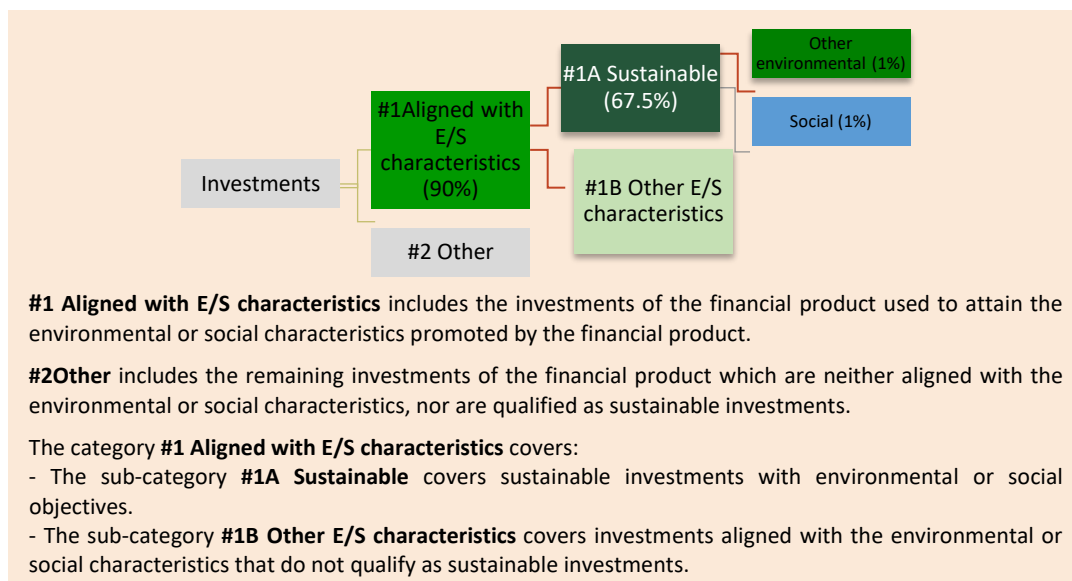 Other
environmental (1%)
#1A Sustainable
(67.5%)
Social (1%)
#1Aligned with
E/S
characteristics
(90%)
Investments
#1B Other E/S
characteristics
#2 Other
#1 Aligned with E/S characteristics includes the investments of the financial product used to attain the
environmental or social characteristics promoted by the financial product.
#2Other includes the remaining investments of the financial product which are neither aligned with the
environmental or social characteristics, nor are qualified as sustainable investments.
The category #1 Aligned with E/S characteristics covers:
- The sub-category #1A Sustainable covers sustainable investments with environmental or social
objectives.
- The sub-category #1B Other E/S characteristics covers investments aligned with the environmental or
social characteristics that do not qualify as sustainable investments.